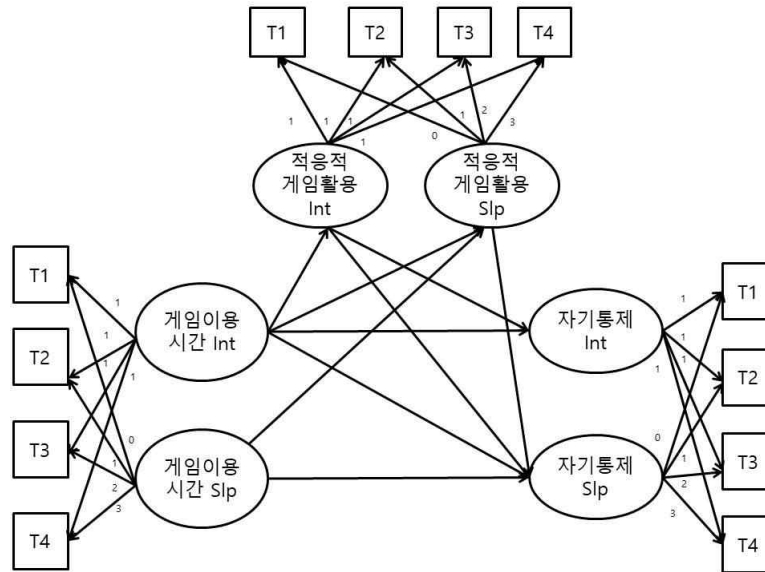 T1
T2
T3
T4
1
1
1
1
0
1
2
3
적응적
게임활용
Int
적응적
게임활용
Slp
T1
T2
T3
T4
1
1
1
1
0
1
2
3
게임이용
시간 Int
게임이용
시간 Slp
자기통제
Int
자기통제
Slp
1
1
1
1
0
1
2
3
T1
T2
T3
T4